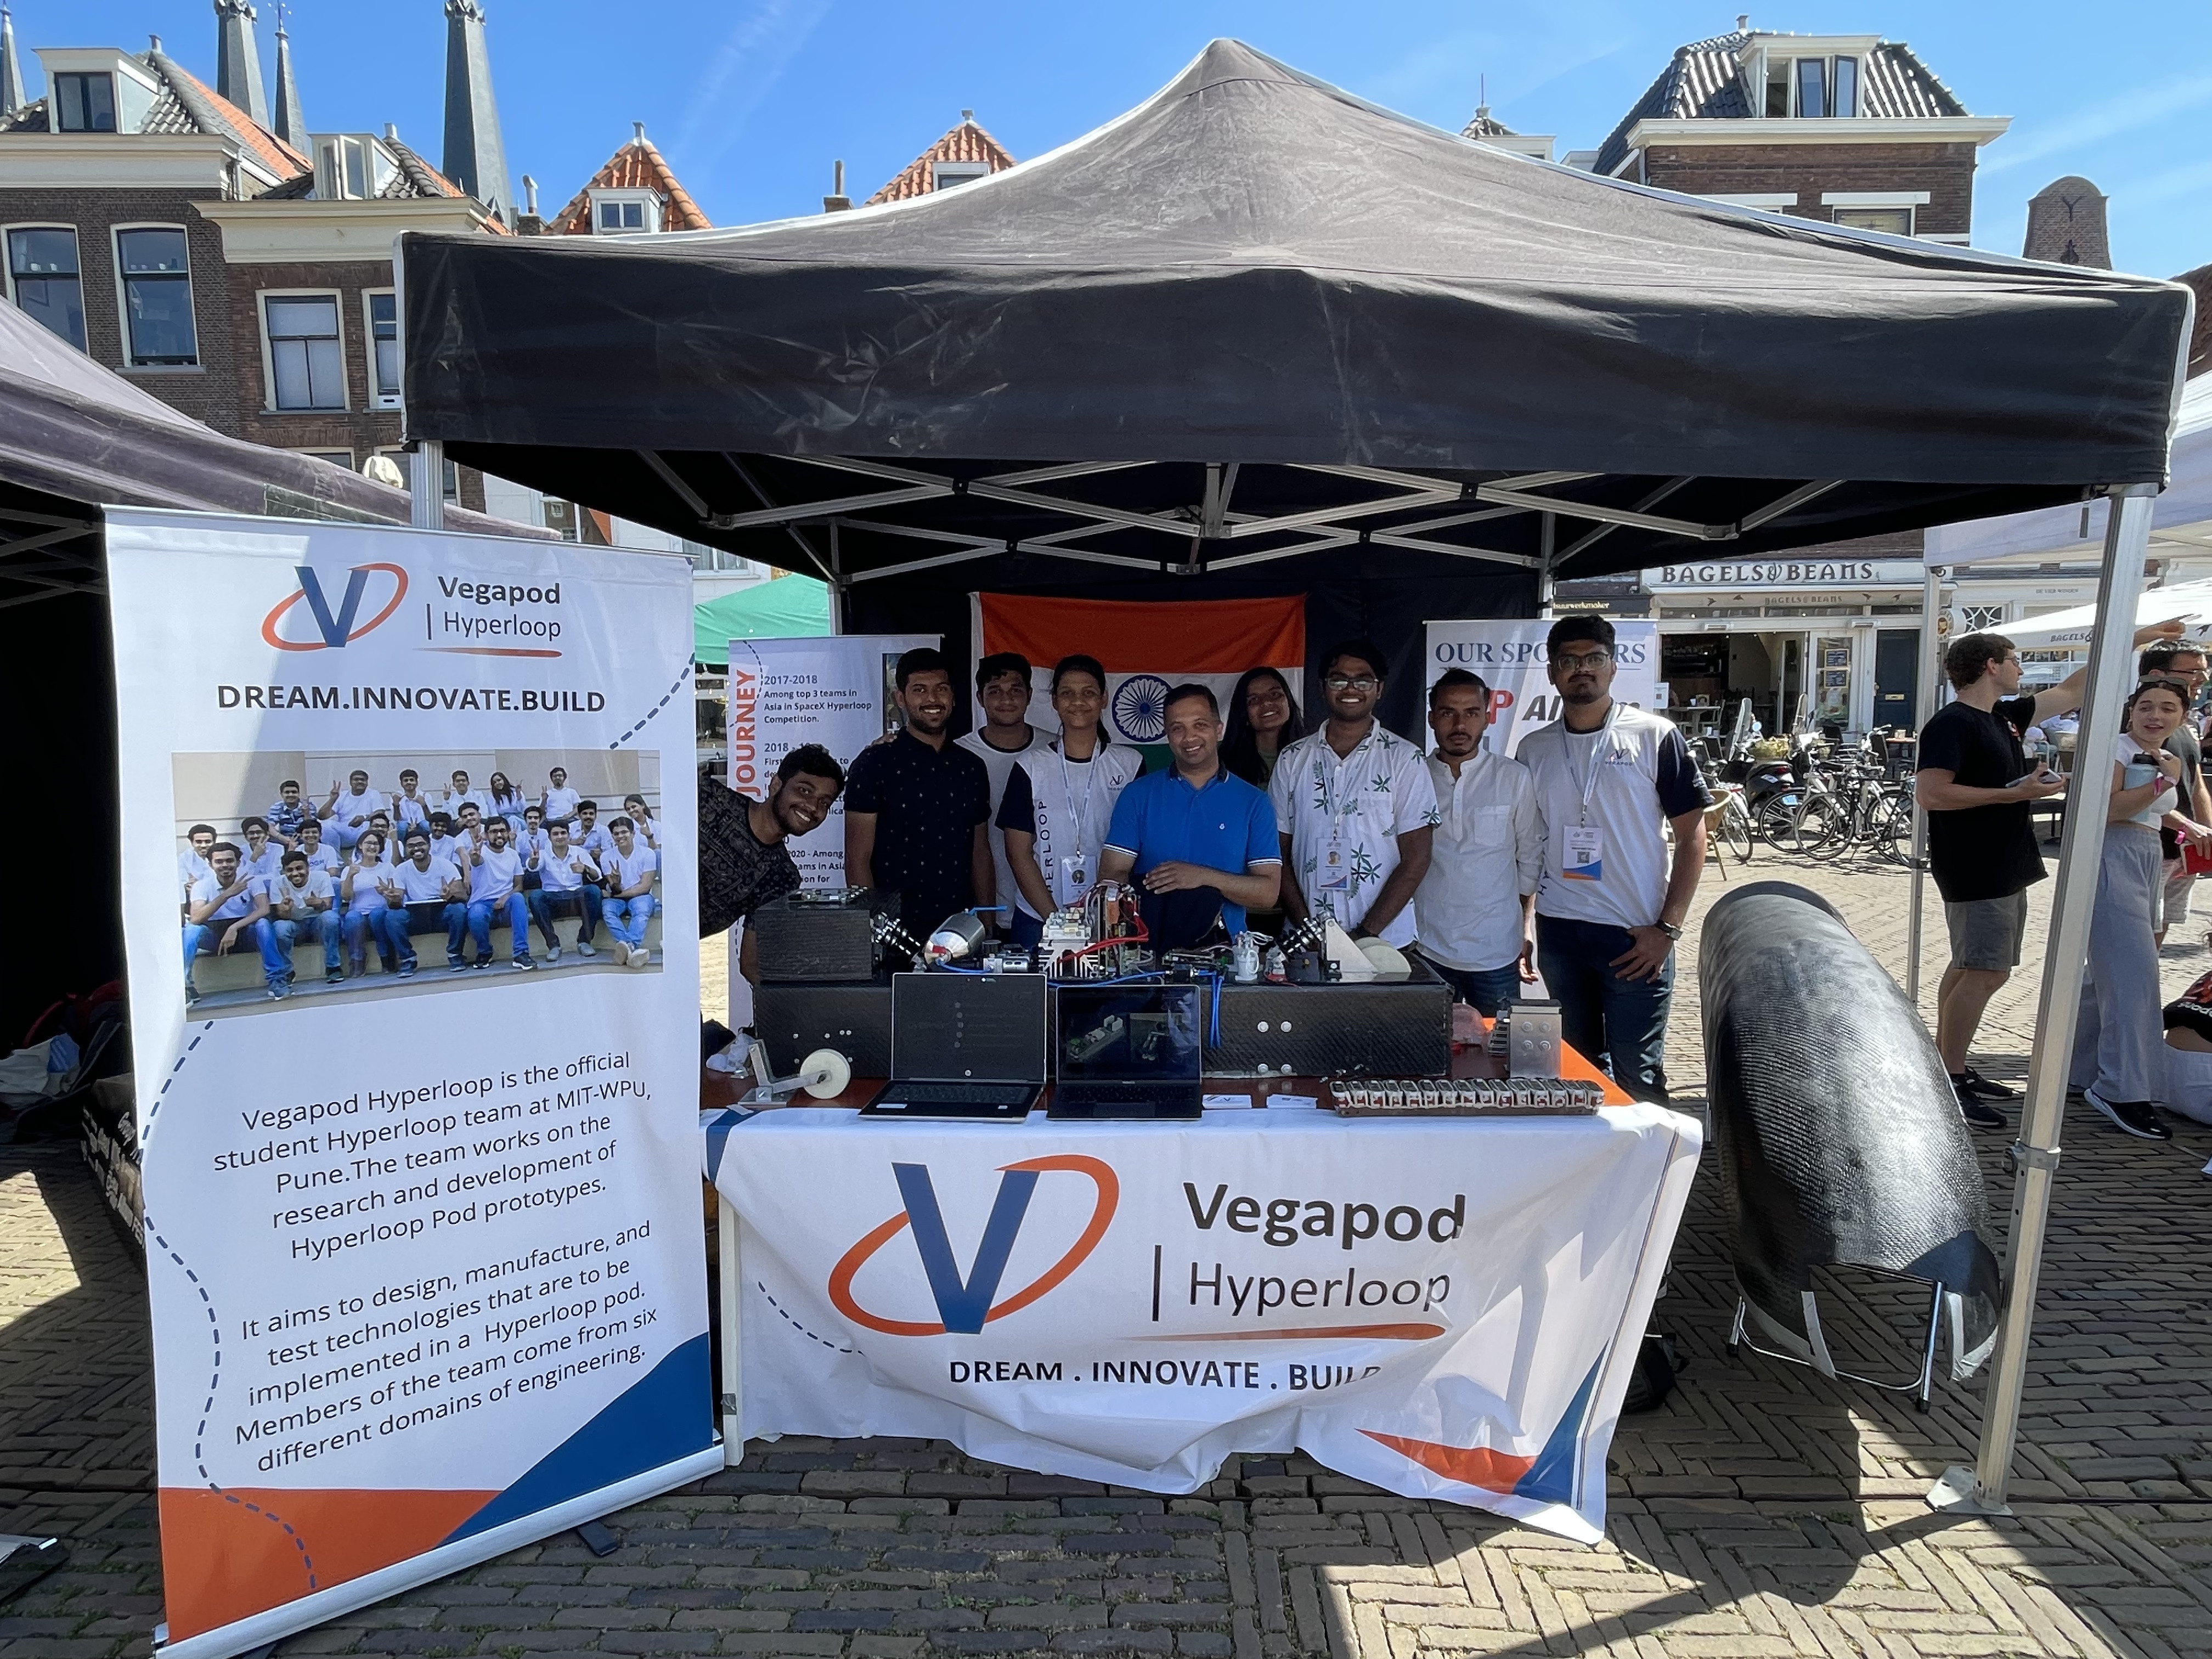 Vegapod
Hyperloop
DREAM.INNOVATE.BUILD
Vegapod Hyperloop is the official
student Hyperloop team at MIT-WPU,
Pune.The team works on the
research and development of
Hyperloop Pod prototypes.
It aims to design, manufacture, and
test technologies that are to be
implemented in a Hyperloop pod.
Members of the team come from six
different domains of engineering.
JOURNEY
2017-2018
Among top 3 teams in
Asia in SpaceX Hyperloop
Competition.
2018 -
OUR
BAGELS & BEANS
BAGELS & BEANS
VEGAPOD
Vegapod
Hyperloop
DREAM . INNOVATE . BUILD